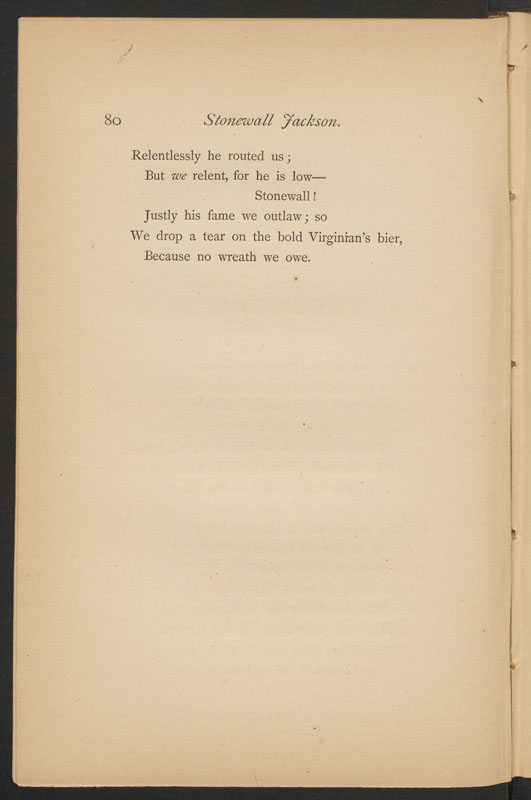 80 Stonewall Jackson.
Relentlessly he routed us;
But we relent, for he is low—
Stonewall!
Justly his fame we outlaw; so
We drop a tear on the bold Virginian's bier,
Because no wreath we owe.